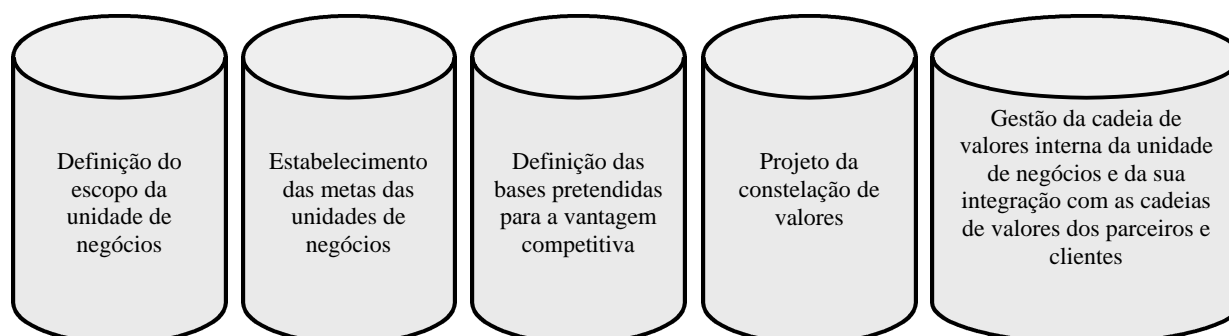 Definição do
escopo da
unidade de
negócios
Estabelecimento
das metas das
unidades de
negócios
Definição das
bases pretendidas
para a vantagem
competitiva
Projeto da
constelação de
valores
Gestão da cadeia de
valores interna da unidade
de negócios e da sua
integração com as cadeias
de valores dos parceiros e
clientes